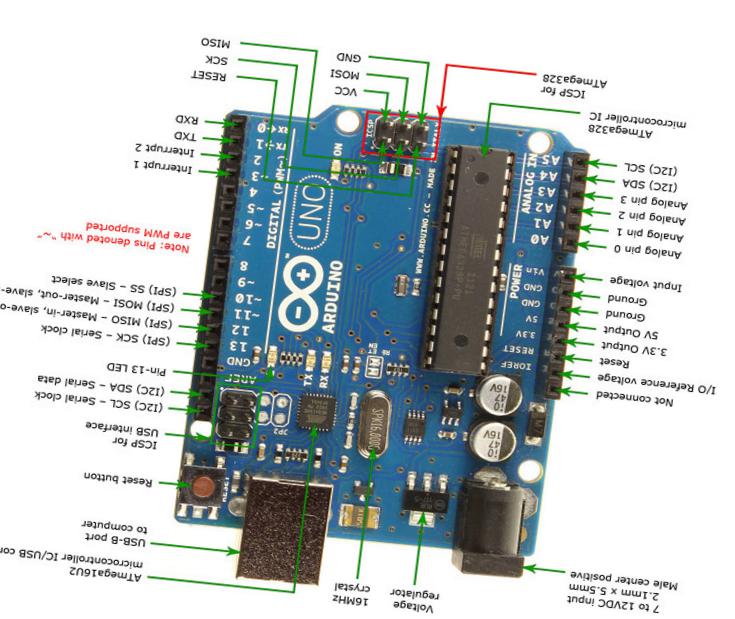 7 to 12VDC input
2.1mm x 5.5mm
Male center positive
Voltage
regulator
16MHz
crystal
ATmega16U2
microcontroller IC/USB
USB-B port
to computer
Reset button
ICSP for
USB interface
(I2C) SCL – Serial clock
(I2C) SDA – Serial data
Pin-13 LED
(SPI) SCK – Serial clock
(SPI) MISO – Master-in,
(SPI) MOSI – Master-out,
(SPI) SS – Slave select
Note: Pins denoted with "~"
are PWM supported
Interrupt 1
Interrupt 2
TXD
RXD
Not connected
I/O Reference voltage
Reset
3.3V Output
5V Output
Ground
Ground
Input voltage
Analog pin 0
Analog pin 1
Analog pin 2
Analog pin 3
(I2C) SDA
(I2C) SCL
ATmega328
microcontroller IC
ICSP for
ATmega328
VCC
MOSI
GND
RESET
SCK
MISO
RESET
47
16V
47
16V
SPK16.000G
JP2
TX
RX
RESET EN
AREF
GND
13
12
~11
~10
~9
8
7
~6
~5
4
~3
2
TX→1
RX←0
DIGITAL (PWM~)
ARDUINO
UNO
ON
ICSP
WWW.ARDUINO.CC - MADE
ATMEGA328P-PU
IOREF
RESET
3.3V
5V
GND
GND
Vin
POWER
A0
A1
A2
A3
A4
A5
ANALOG IN